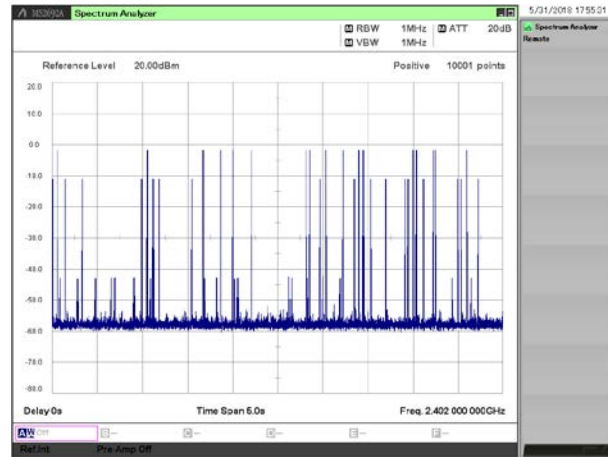 MS2692A Spectrum Analyzer
5/31/2018 17:55:31
RBW 1MHz ATT 20dB
VBW 1MHz
Spectrum Analyzer
Remote
Reference Level 20.00dBm Positive 10001 points
20.0
10.0
0.0
-10.0
-20.0
-30.0
-40.0
-50.0
-60.0
-70.0
-80.0
Delay 0s Time Span 5.0s Freq. 2.402 000 000GHz
Off
Ref.Int Pre Amp Off